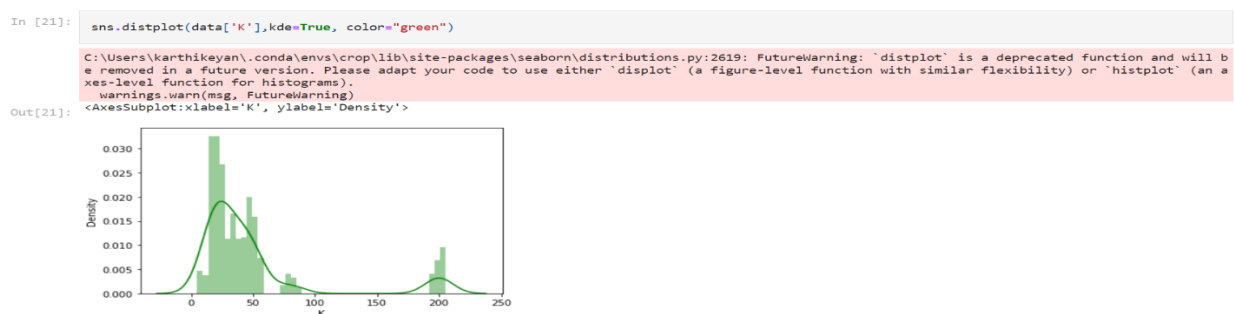 In [21]:
sns.distplot(data['K'],kde=True, color="green")
C:\Users\karthikeyan\.conda\envs\crop\lib\site-packages\seaborn\distributions.py:2619: FutureWarning: `distplot` is a deprecated function and will b
e removed in a future version. Please adapt your code to use either `displot` (a figure-level function with similar flexibility) or `histplot` (an a
xes-level function for histograms).
warnings.warn(msg, FutureWarning)
Out[21]:
<AxesSubplot:xlabel='K', ylabel='Density'>
0.030
0.025
0.020
0.015
0.010
0.005
0.000
Density
0 50 100 150 200 250
K